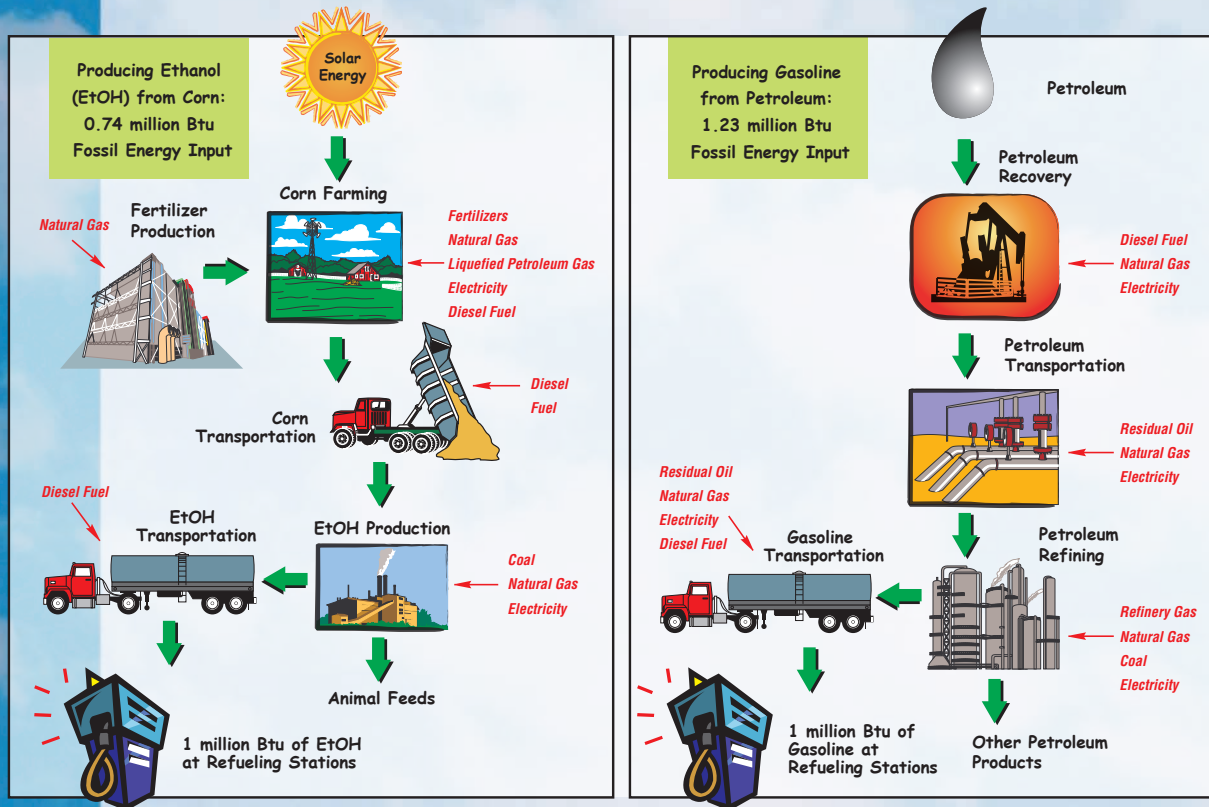 Producing Ethanol
(EtOH) from Corn:
0.74 million Btu
Fossil Energy Input
Solar
Energy
Corn Farming
Natural Gas
Fertilizer
Production
Fertilizers
Natural Gas
Liquefied Petroleum Gas
Electricity
Diesel Fuel
Diesel
Fuel
Corn
Transportation
Diesel Fuel
EtOH
Transportation
EtOH Production
Coal
Natural Gas
Electricity
Animal Feeds
1 million Btu of EtOH
at Refueling Stations
Producing Gasoline
from Petroleum:
1.23 million Btu
Fossil Energy Input
Petroleum
Petroleum
Recovery
Diesel Fuel
Natural Gas
Electricity
Petroleum
Transportation
Residual Oil
Natural Gas
Electricity
Residual Oil
Natural Gas
Electricity
Diesel Fuel
Gasoline
Transportation
Petroleum
Refining
Refinery Gas
Natural Gas
Coal
Electricity
1 million Btu of
Gasoline at
Refueling Stations
Other Petroleum
Products